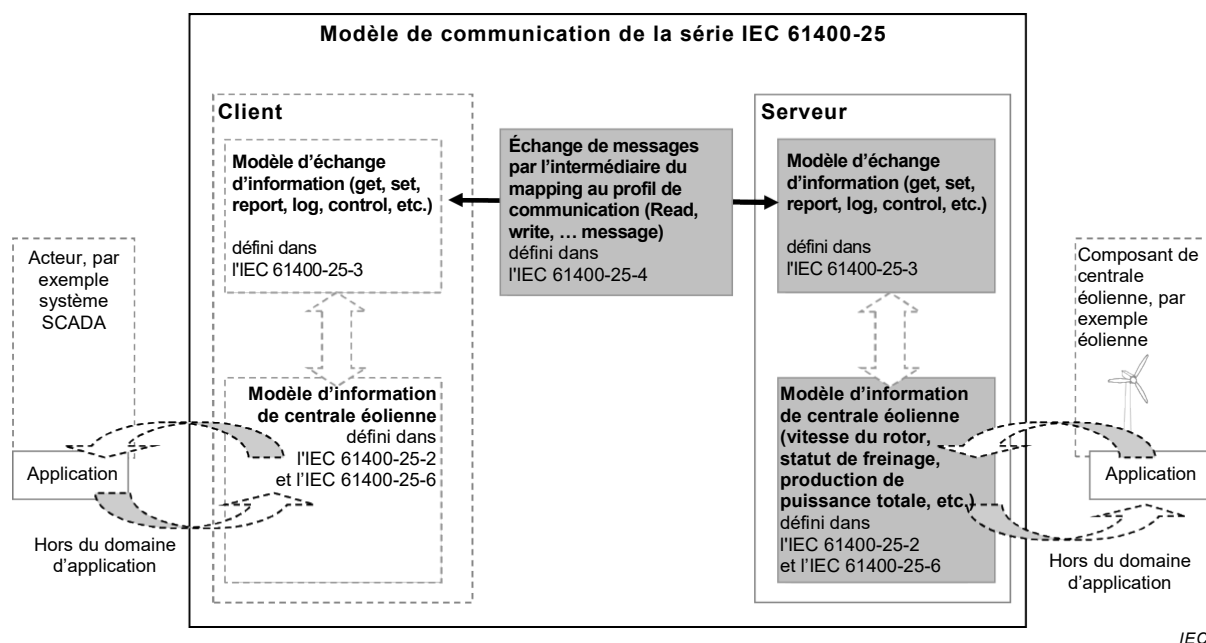 Modèle de communication de la série IEC 61400-25
Client
Modèle d’échange
d’information (get, set,
report, log, control, etc.)
défini dans
l'IEC 61400-25-3
Échange de messages
par l’intermédiaire du
mapping au profil de
communication (Read,
write, … message)
défini dans
l'IEC 61400-25-4
Serveur
Modèle d’échange
d’information (get, set,
report, log, control, etc.)
défini dans
l'IEC 61400-25-3
Acteur, par
exemple
système
SCADA
Composant de
centrale
éolienne, par
exemple
éolienne
Modèle d’information
de centrale éolienne
défini dans
l'IEC 61400-25-2
et l’IEC 61400-25-6
Modèle d’information
de centrale éolienne
(vitesse du rotor,
statut de freinage,
production de
puissance totale, etc.)
défini dans
l'IEC 61400-25-2
et l’IEC 61400-25-6
Application
Application
Hors du domaine
d’application
Hors du domaine
d’application
IEC